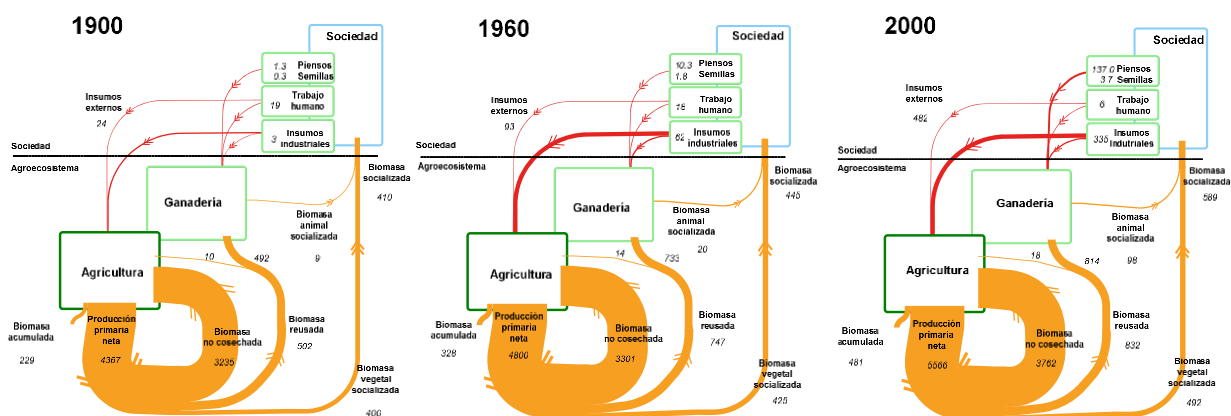 1900
Sociedad
1.3 Piensos
0.3 Semillas
Insumos
externos
24
19
Trabajo
humano
3
Insumos
industriales
Sociedad
Agroecosistema
Biomasa
socializada
410
Ganadería
Biomasa
animal
socializada
9
10
492
Agricultura
Biomasa
acumulada
229
Producción
primaria
neta
4367
Biomasa
no cosechada
3235
Biomasa
reusada
502
Biomasa
vegetal
socializada
400
1960
Sociedad
10.3 Piensos
1.8 Semillas
Insumos
externos
93
18
Trabajo
humano
62
Insumos
industriales
Sociedad
Agroecosistema
Biomasa
socializada
445
Ganadería
Biomasa
animal
socializada
20
14
733
Agricultura
Biomasa
acumulada
328
Producción
primaria
neta
4800
Biomasa
no cosechada
3301
Biomasa
reusada
747
Biomasa
vegetal
socializada
425
2000
Sociedad
137.0 Piensos
3.7 Semillas
Insumos
externos
482
6
Trabajo
humano
335
Insumos
Indutriales
Sociedad
Agroecosistema
Biomasa
socializada
589
Ganadería
Biomasa
animal
socializada
98
18
814
Agricultura
Biomasa
acumulada
481
Producción
primaria
neta
5566
Biomasa
no cosechada
3762
Biomasa
reusada
832
Biomasa
vegetal
socializada
492